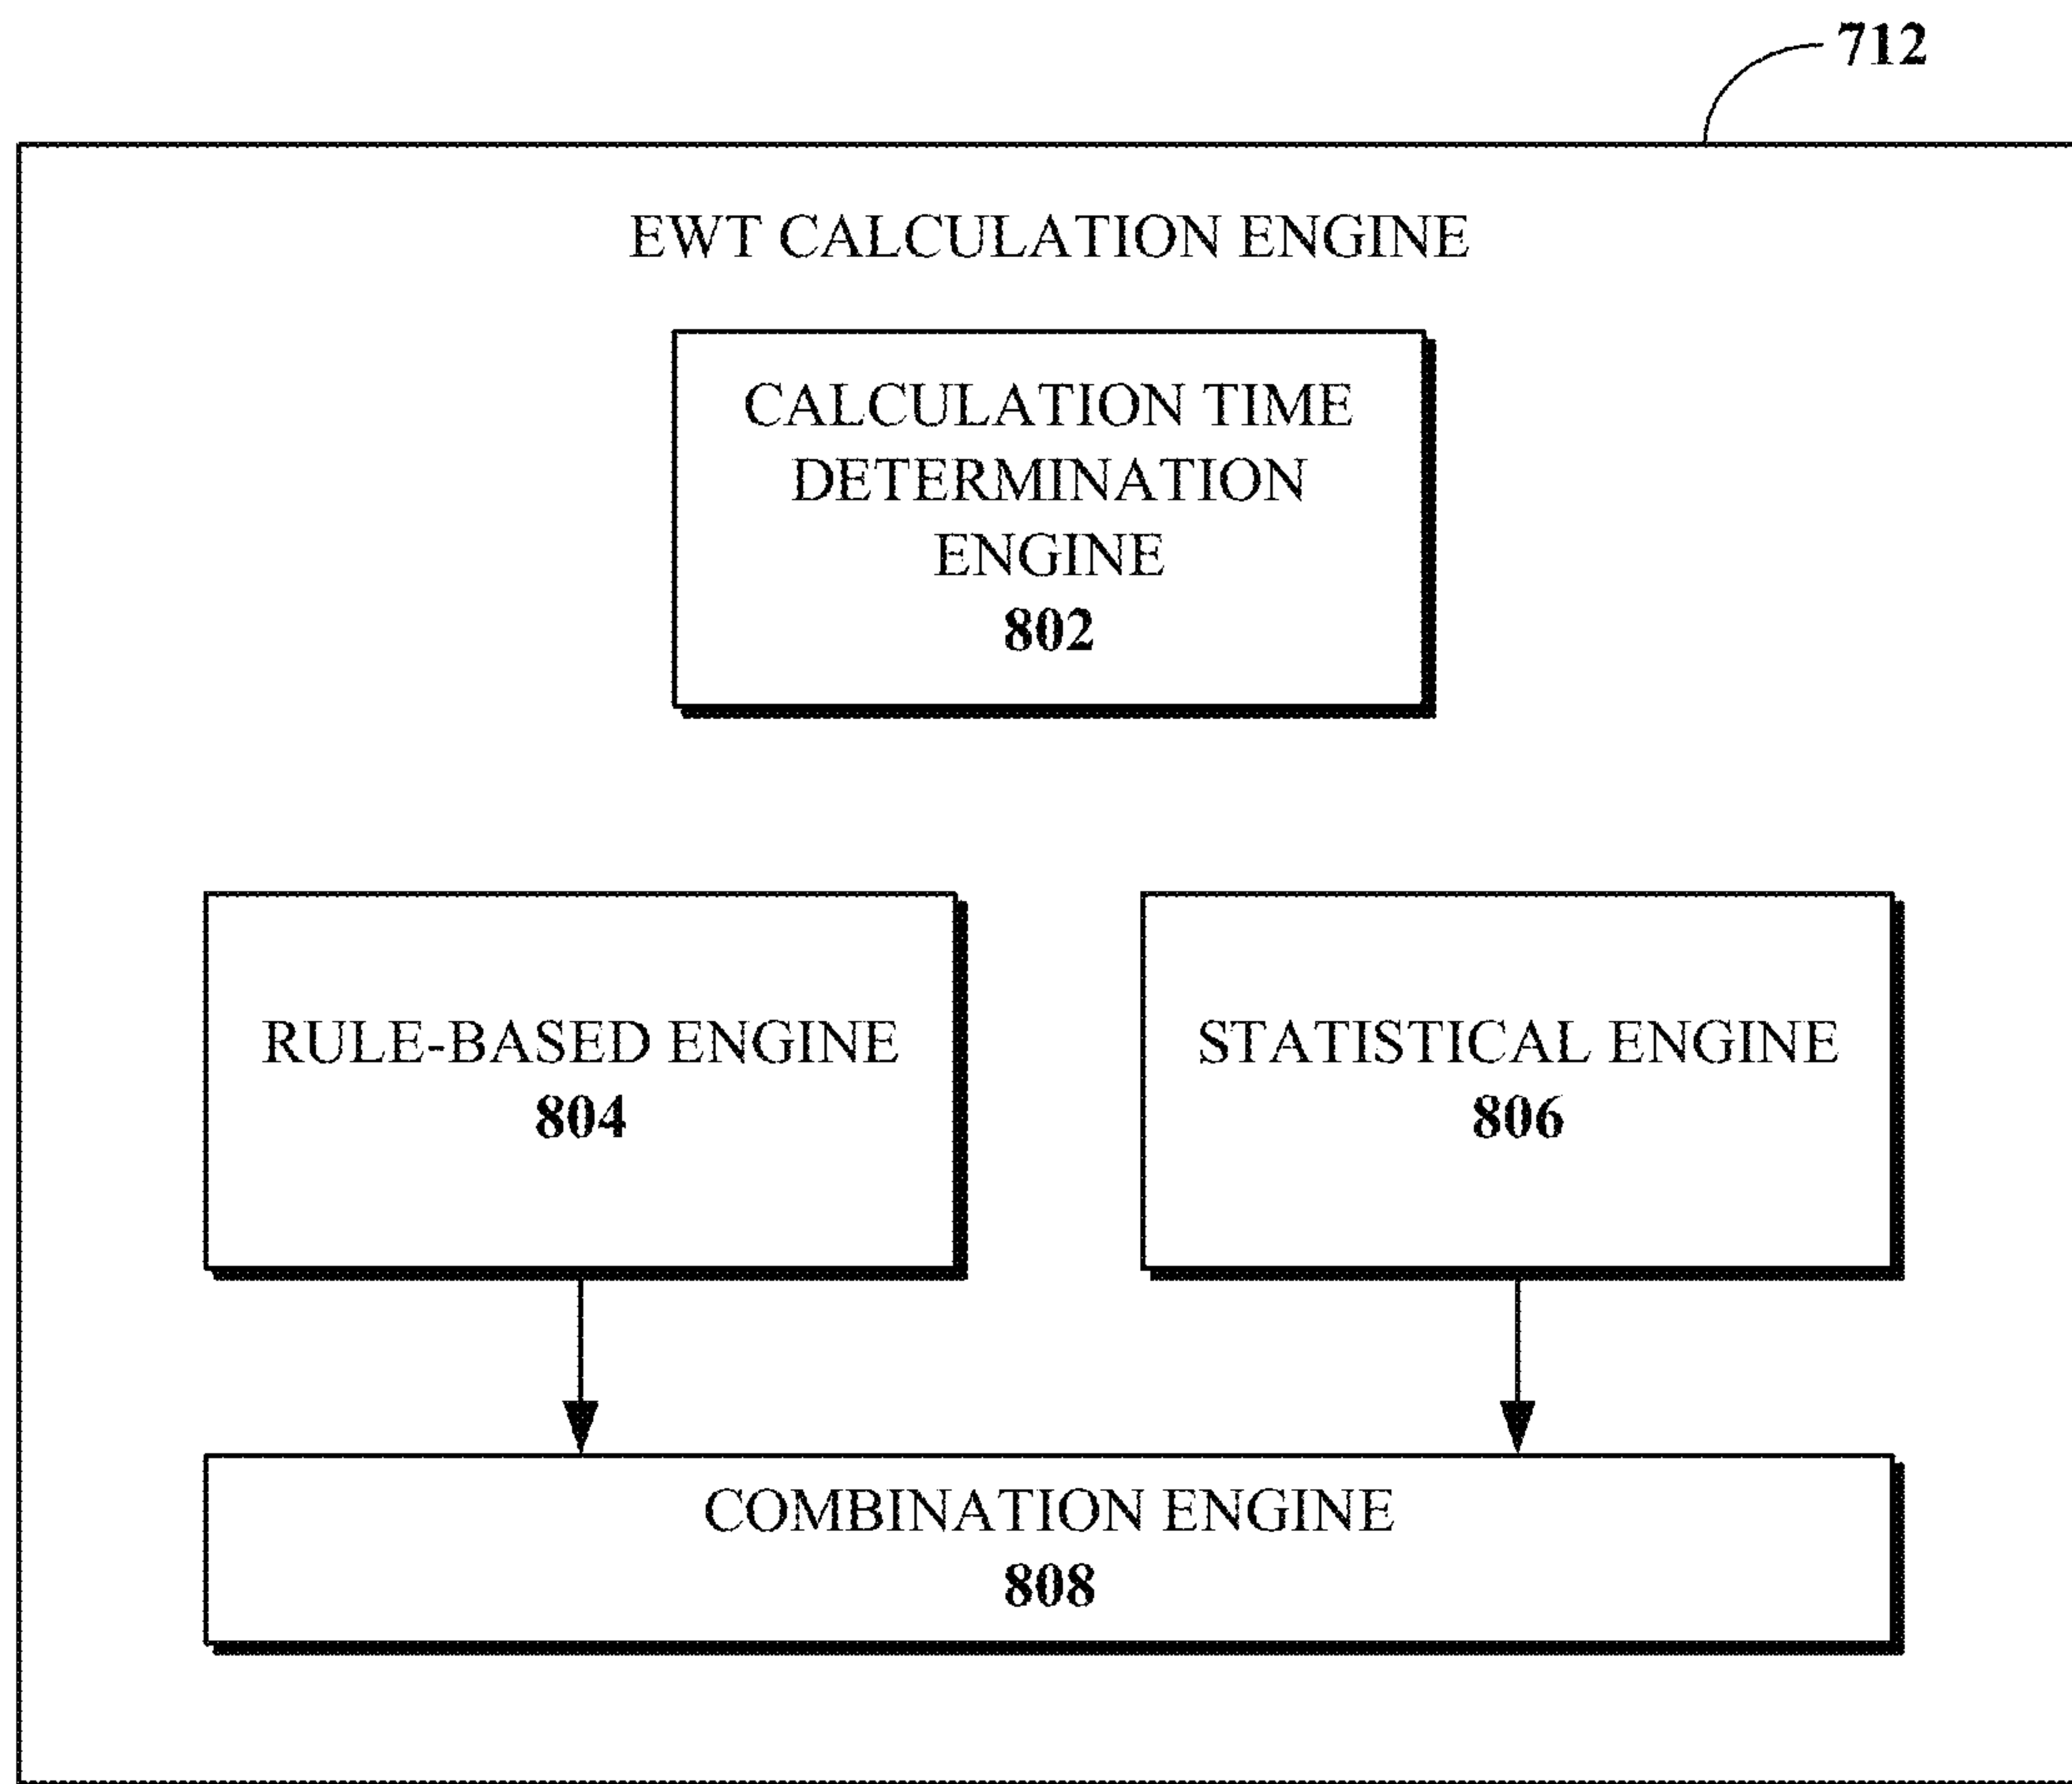 712
EWT CALCULATION ENGINE
CALCULATION TIME
DETERMINATION
ENGINE
802
RULE-BASED ENGINE
804
STATISTICAL ENGINE
806
COMBINATION ENGINE
808